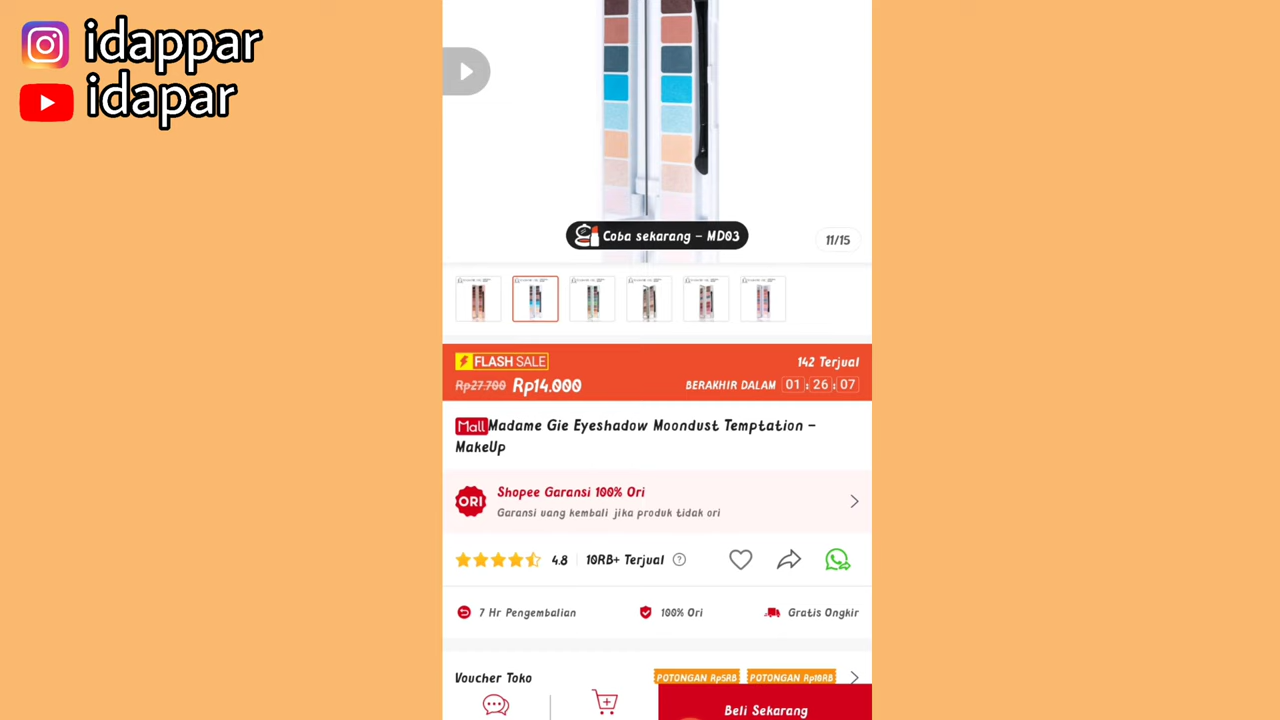 idappar
idapar
Coba sekarang - MD03
11/15
FLASH SALE
142 Terjual
Rp27.700 Rp14.000
BERAKHIR DALAM 01 : 26 : 07
Mall Madame Gie Eyeshadow Moondust Temptation -
MakeUp
ORI
Shopee Garansi 100% Ori
Garansi uang kembali jika produk tidak ori
4.8 10RB+ Terjual ?
7 Hr Pengembalian 100% Ori Gratis Ongkir
Voucher Toko POTONGAN Rp5RB POTONGAN Rp10RB
Beli Sekarang